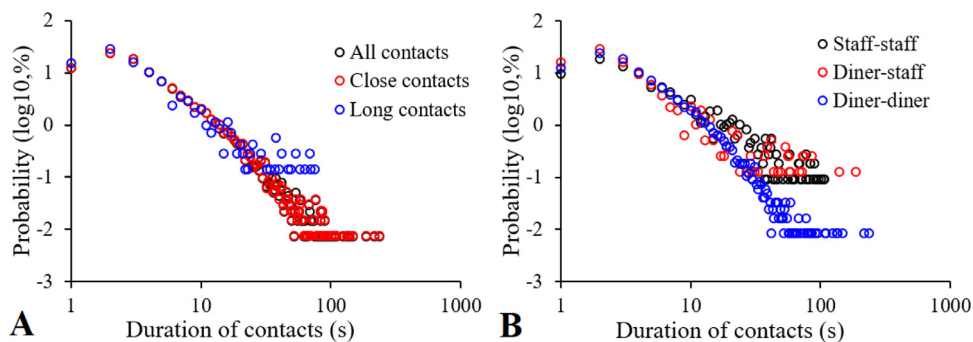 2
1
0
-1
-2
-3
Probability (log10,%)
1
10
100
1000
Duration of contacts (s)
All contacts
Close contacts
Long contacts
A
2
1
0
-1
-2
-3
Probability (log10,%)
1
10
100
1000
Duration of contacts (s)
Staff-staff
Diner-staff
Diner-diner
B